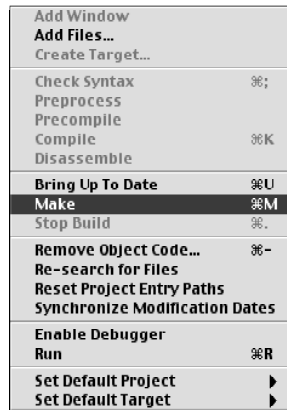 Add Window
Add Files...
Create Target...
Check Syntax ⌘;
Preprocess
Precompile
Compile ⌘K
Disassemble
Bring Up To Date ⌘U
Make ⌘M
Stop Build ⌘.
Remove Object Code... ⌘-
Re-search for Files
Reset Project Entry Paths
Synchronize Modification Dates
Enable Debugger
Run ⌘R
Set Default Project
Set Default Target